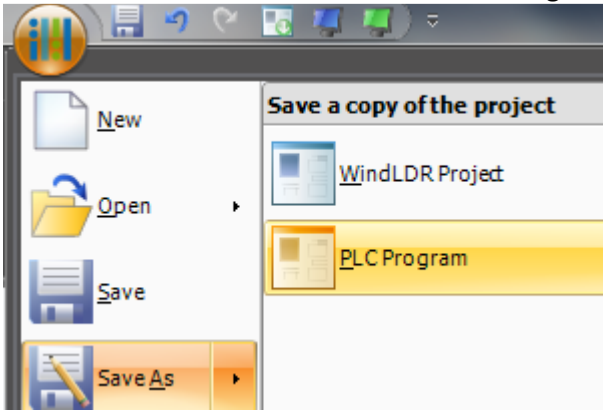 New
Open
Save
Save As
Save a copy of the project
WindLDR Project
PLC Program